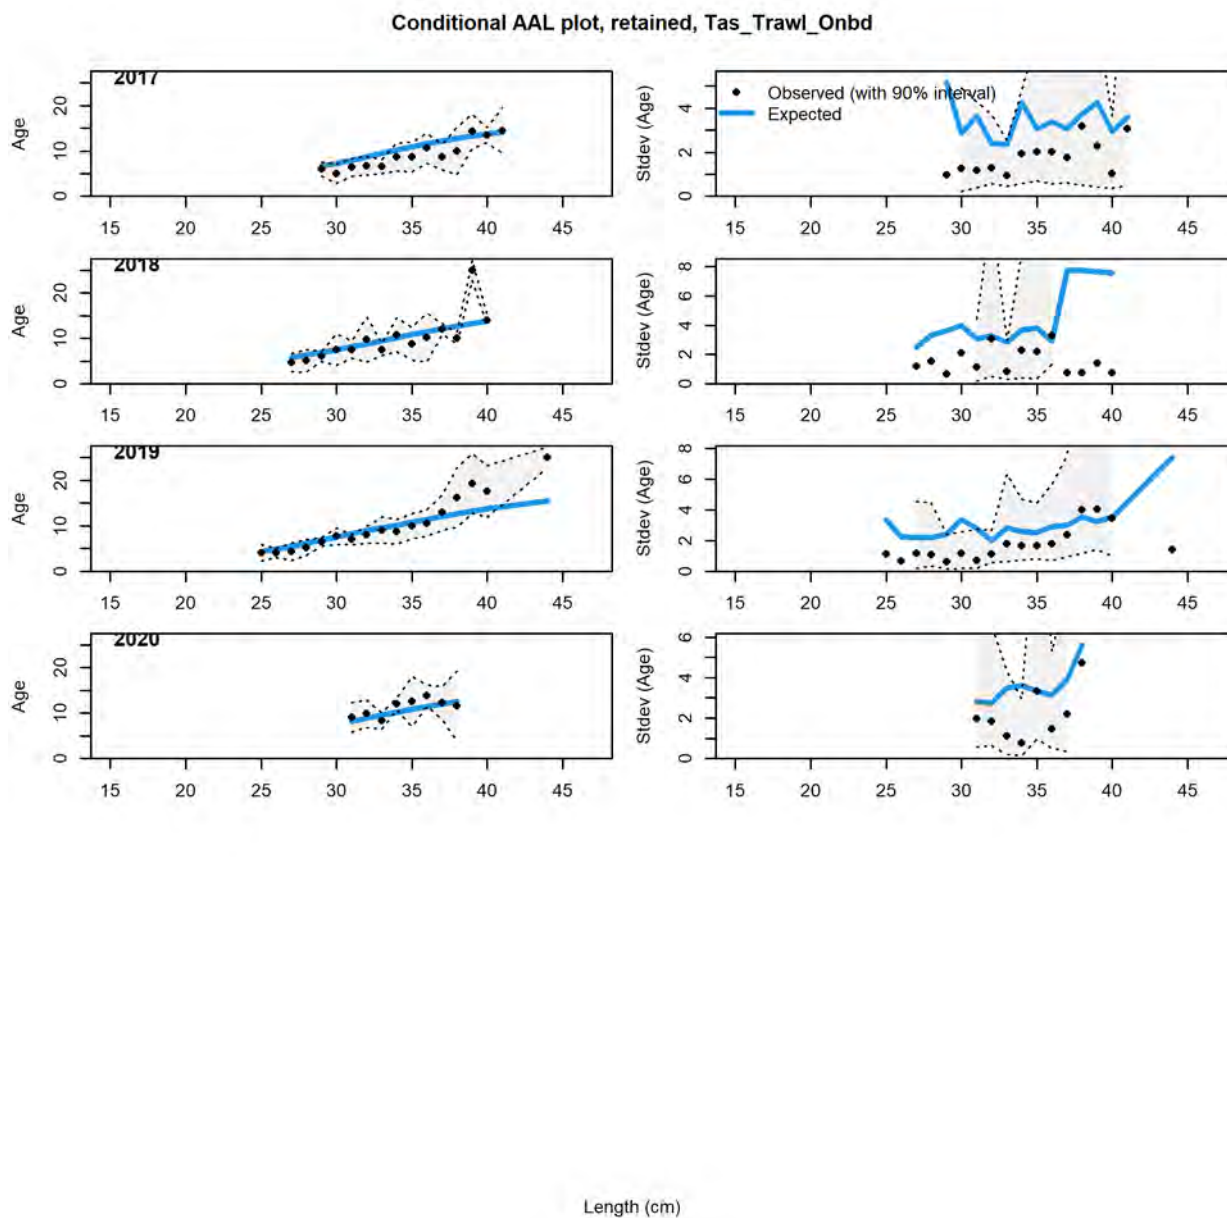 Conditional AAL plot, retained, Tas_Trawl_Onbd
2017
Age
0 10 20
15 20 25 30 35 40 45
Stdev (Age)
0 2 4
Observed (with 90% interval)
Expected
15 20 25 30 35 40 45
2018
Age
0 10 20
15 20 25 30 35 40 45
Stdev (Age)
0 2 4 6 8
15 20 25 30 35 40 45
2019
Age
0 10 20
15 20 25 30 35 40 45
Stdev (Age)
0 2 4 6 8
15 20 25 30 35 40 45
2020
Age
0 10 20
15 20 25 30 35 40 45
Stdev (Age)
0 2 4 6
15 20 25 30 35 40 45
Length (cm)